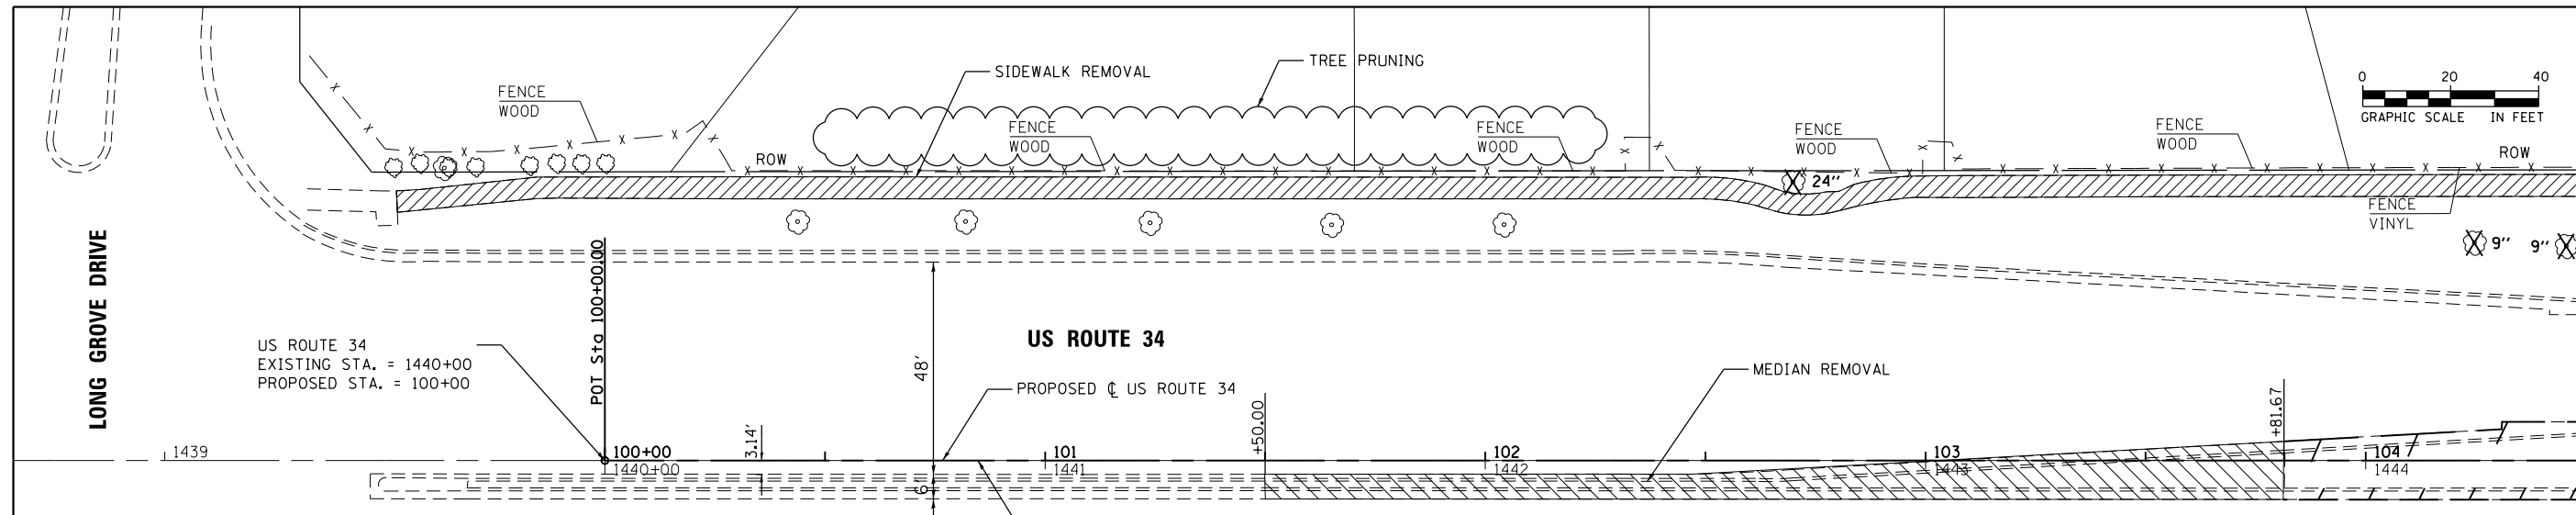 TREE PRUNING
SIDEWALK REMOVAL
0 20 40
GRAPHIC SCALE IN FEET
FENCE
WOOD
FENCE
WOOD
FENCE
WOOD
FENCE
WOOD
FENCE
WOOD
ROW
ROW
24''
FENCE
VINYL
9''
9''
LONG GROVE DRIVE
POT Sta 100+00.00
US ROUTE 34
EXISTING STA. = 1440+00
PROPOSED STA. = 100+00
48'
US ROUTE 34
PROPOSED ℄ US ROUTE 34
MEDIAN REMOVAL
+50.00
+81.67
3.14'
1439
100+00
1440+00
101
1441
102
1442
103
1443
104
1444
6'